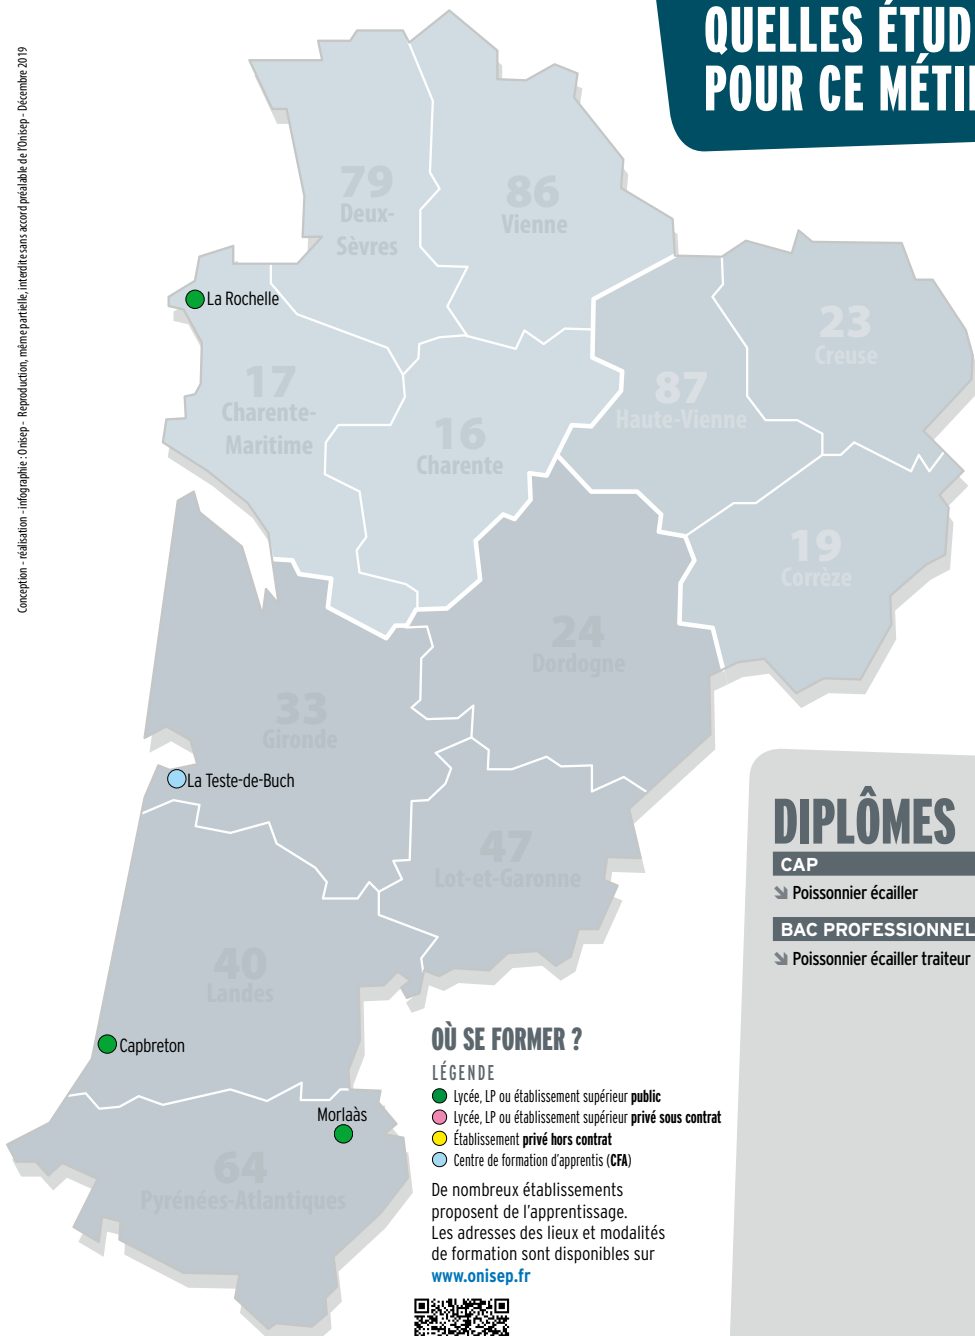 QUELLES ÉTUD
POUR CE MÉTI
Conception - réalisation - infographie : Onisep - Reproduction, même partielle, interdite sans accord préalable de l'Onisep - Décembre 2019
79
Deux-
Sèvres
86
Vienne
La Rochelle
23
Creuse
17
Charente-
Maritime
87
Haute-Vienne
16
Charente
19
Corrèze
24
Dordogne
33
Gironde
La Teste-de-Buch
47
Lot-et-Garonne
40
Landes
Capbreton
Morlaàs
64
Pyrénées-Atlantiques
DIPLÔMES
CAP
Poissonnier écailler
BAC PROFESSIONNEL
Poissonnier écailler traiteur
OÙ SE FORMER ?
LÉGENDE
Lycée, LP ou établissement supérieur public
Lycée, LP ou établissement supérieur privé sous contrat
Établissement privé hors contrat
Centre de formation d'apprentis (CFA)
De nombreux établissements
proposent de l'apprentissage.
Les adresses des lieux et modalités
de formation sont disponibles sur
www.onisep.fr